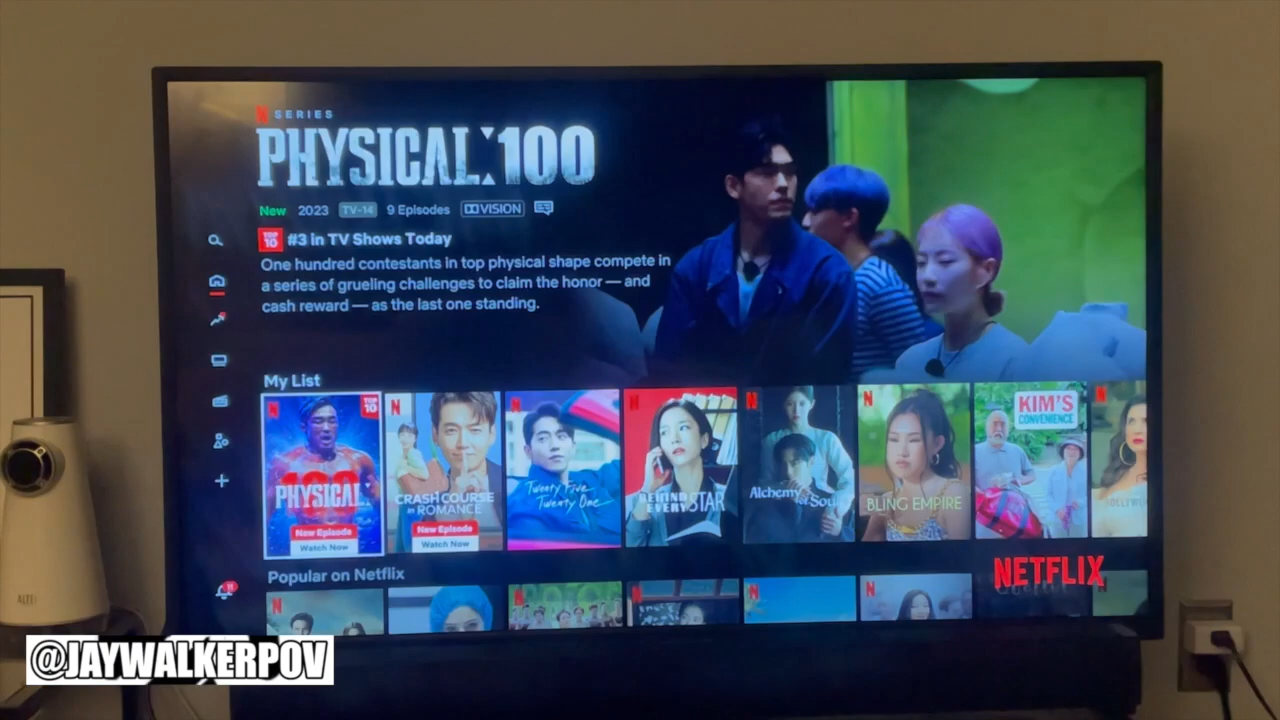 SERIES
PHYSICAL:100
New 2023 TV-14 9 Episodes VISION
TOP 10 #3 in TV Shows Today
One hundred contestants in top physical shape compete in
a series of grueling challenges to claim the honor — and
cash reward — as the last one standing.
My List
N
TOP 10
100
PHYSICAL:
New Episode
Watch Now
N
CRASH COURSE
IN ROMANCE
New Episode
Watch Now
N
Twenty Five
Twenty One
N
BEHIND
EVERY STAR
N
Alchemy of Souls
N
BLING EMPIRE
KIM'S
CONVENIENCE
N
Popular on Netflix
NETFLIX
11
N
N
N
N
N
@JAYWALKERPOV